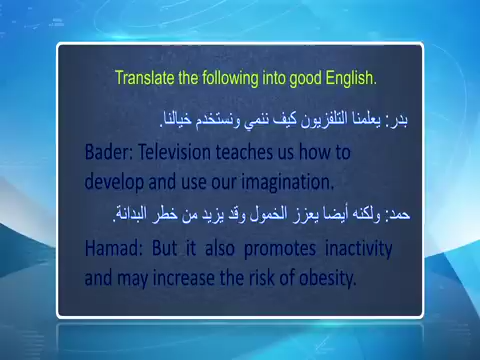 Translate the following into good English.
بدر: يعلمنا التلفزيون كيف ننمي ونستخدم خيالنا.
Bader: Television teaches us how to
develop and use our imagination.
حمد: ولكنه أيضا يعزز الخمول وقد يزيد من خطر البدانة.
Hamad: But it also promotes inactivity
and may increase the risk of obesity.